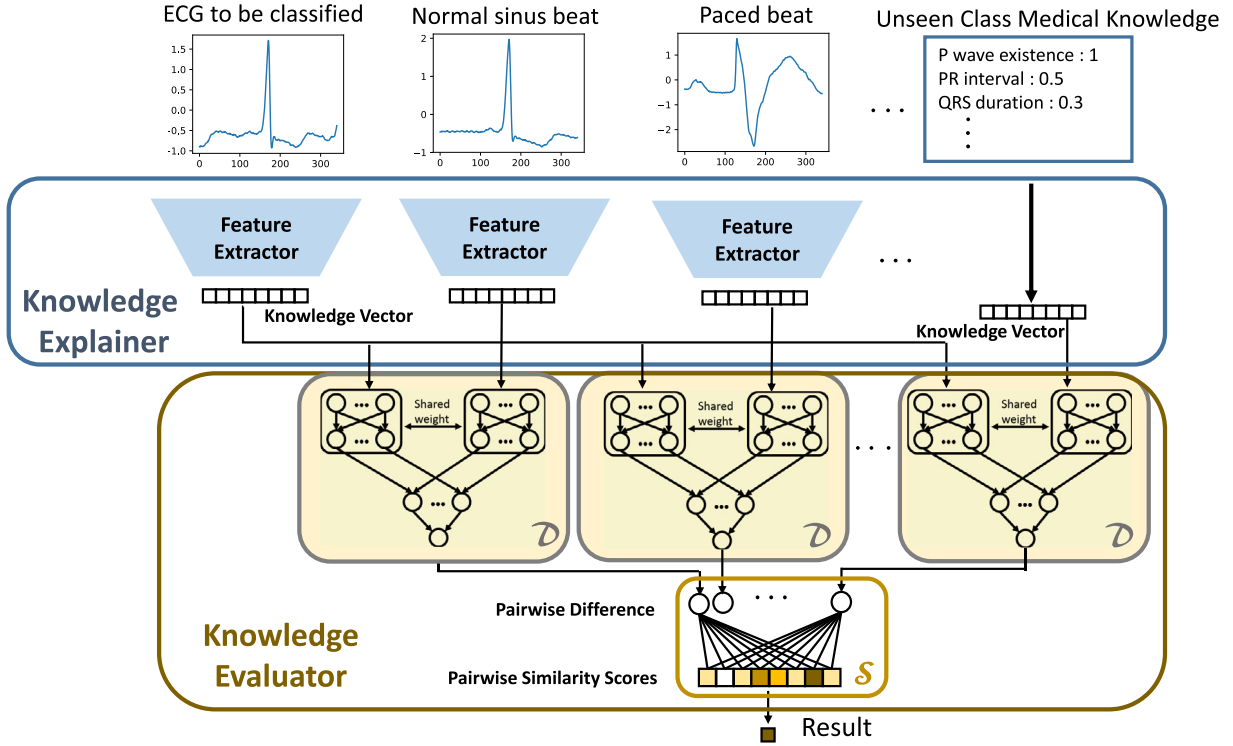 ECG to be classified
Normal sinus beat
Paced beat
Unseen Class Medical Knowledge
1.5
1.0
0.5
0.0
-0.5
-1.0
0 200 300
2
1
0
−1
0 100 200 300
0
−1
−2
0 100 200 300
...
P wave existence : 1
PR interval : 0.5
QRS duration : 0.3
Feature
Extractor
Feature
Extractor
Feature
Extractor
...
Knowledge
Explainer
Knowledge Vector
Knowledge Vector
...
Shared
weight
...
...
...
...
𝒟
...
Shared
weight
...
...
...
...
𝒟
...
...
Shared
weight
...
...
...
...
𝒟
Knowledge
Evaluator
Pairwise Difference
...
Pairwise Similarity Scores
𝒮
Result